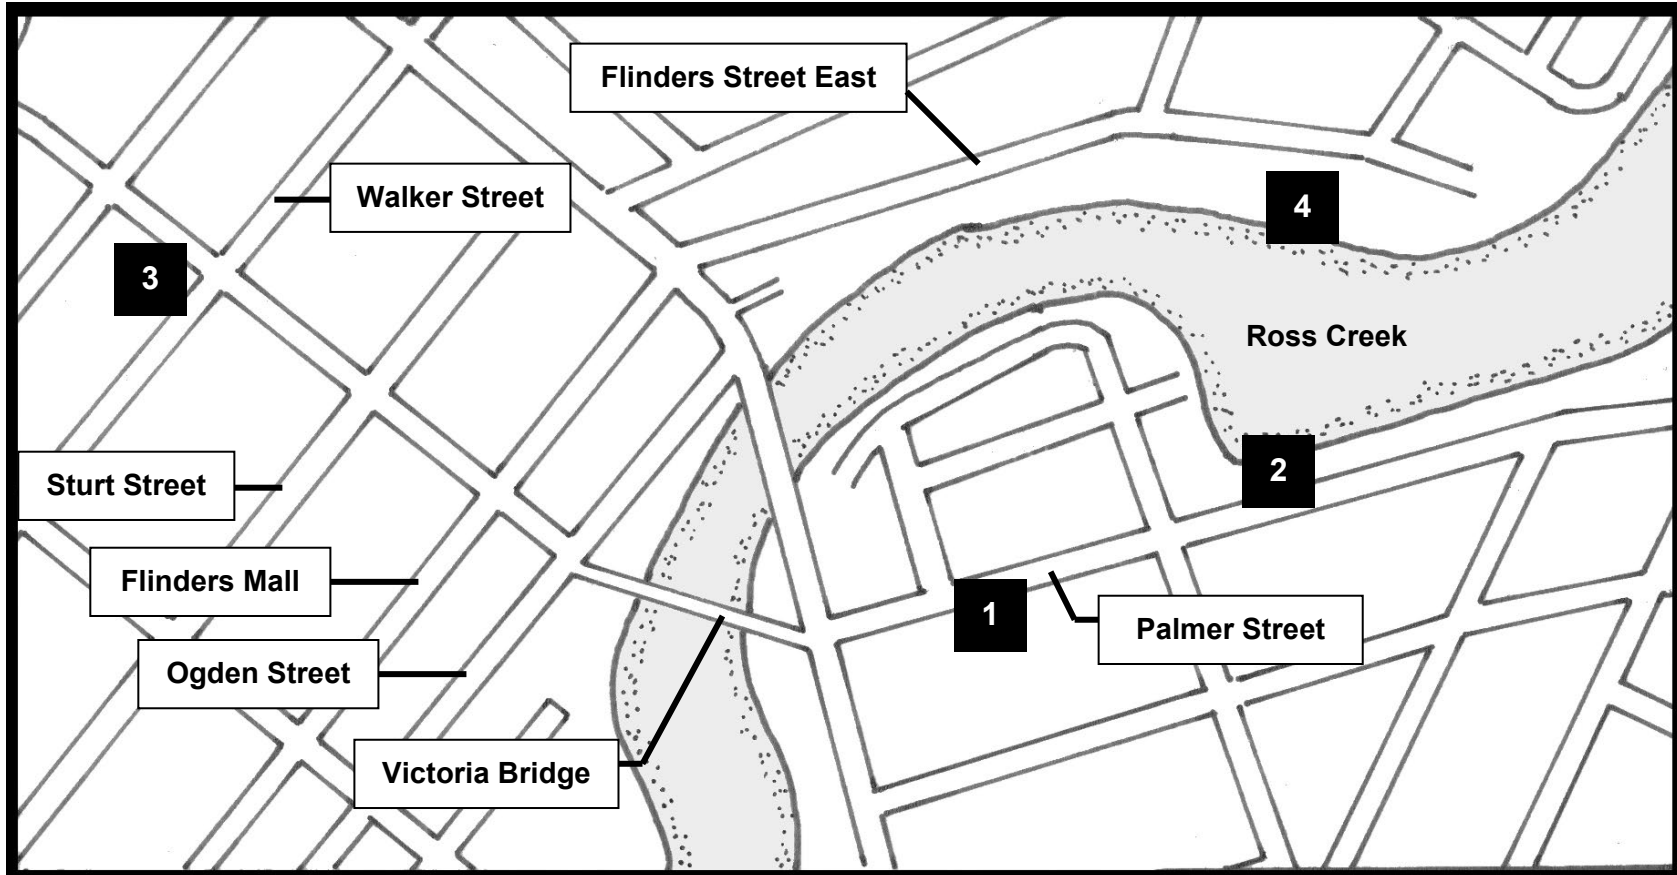 Flinders Street East
Walker Street
4
3
Ross Creek
2
Sturt Street
Flinders Mall
1
Palmer Street
Ogden Street
Victoria Bridge